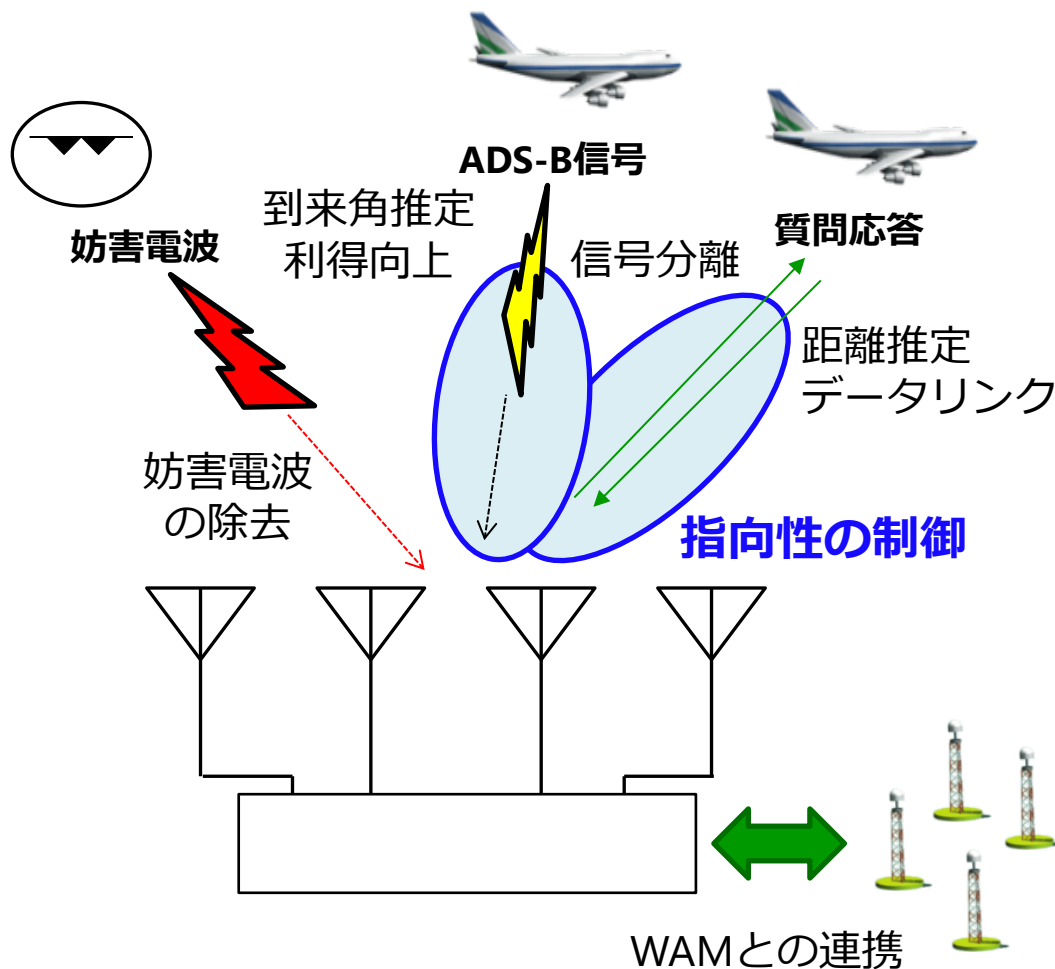 ADS-B信号
妨害電波
到来角推定
利得向上
信号分離
質問応答
距離推定
データリンク
妨害電波
の除去
指向性の制御
WAMとの連携